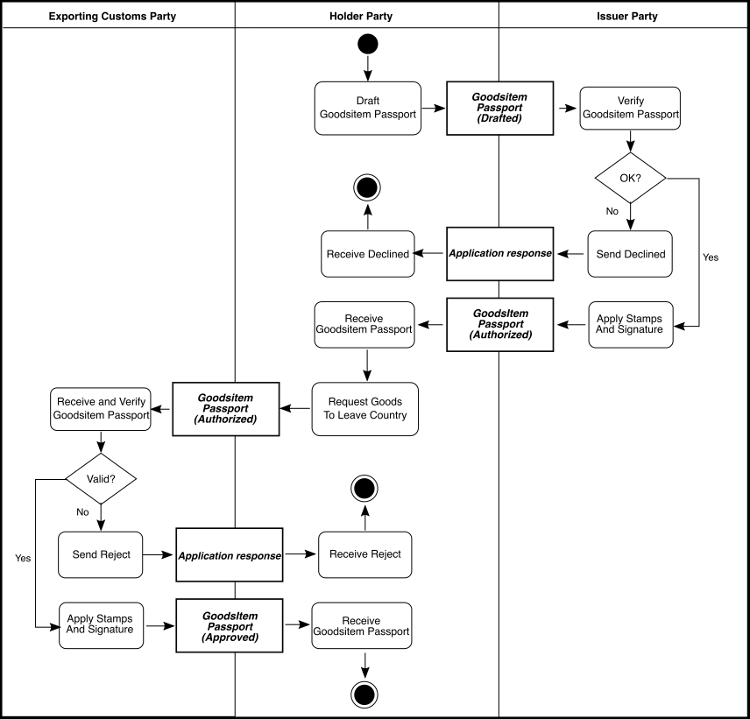 Exporting Customs Party
Holder Party
Issuer Party
Draft
Goodsitem Passport
Goodsitem
Passport
(Drafted)
Verify
Goodsitem Passport
OK?
No
Yes
Receive Declined
Application response
Send Declined
Receive
Goodsitem Passport
GoodsItem
Passport
(Authorized)
Apply Stamps
And Signature
Receive and Verify
Goodsitem Passport
Goodsitem
Passport
(Authorized)
Request Goods
To Leave Country
Valid?
No
Yes
Send Reject
Application response
Receive Reject
Apply Stamps
And Signature
GoodsItem
Passport
(Approved)
Receive
Goodsitem Passport